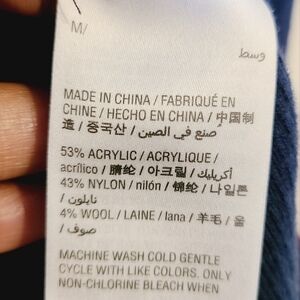 M/ وسط
MADE IN CHINA / FABRIQUÉ EN
CHINE / HECHO EN CHINA / 中国制
造 / 중국산 / صنع في الصين /
53% ACRYLIC / ACRYLIQUE /
acrílico / 腈纶 / 아크릴 / أكريليك /
43% NYLON / nilón / 锦纶 / 나일론
/ نايلون /
4% WOOL / LAINE / lana / 羊毛 / 울
/ صوف /
MACHINE WASH COLD GENTLE
CYCLE WITH LIKE COLORS. ONLY
NON-CHLORINE BLEACH WHEN